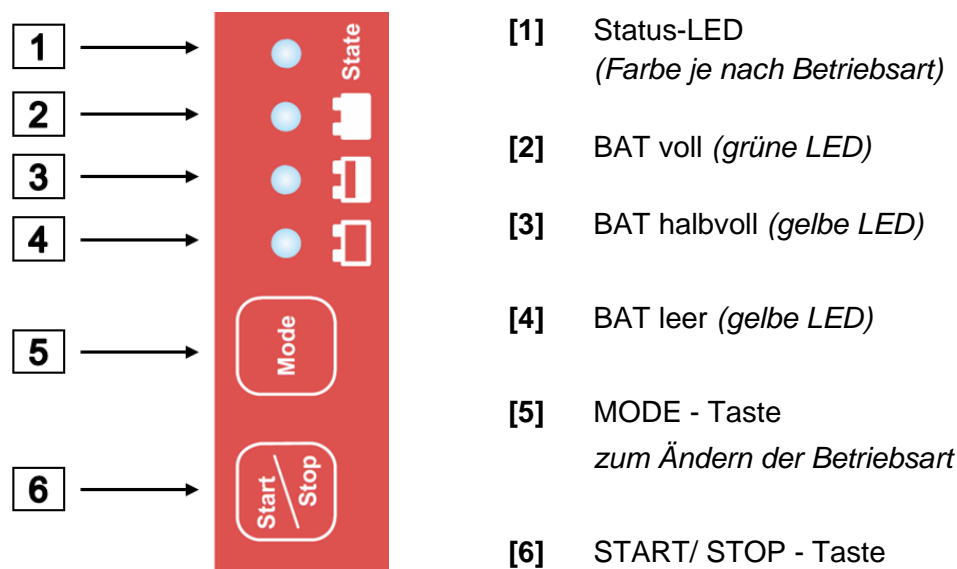 1
State
2
3
4
5
Mode
6
Start
Stop
[1] Status-LED
(Farbe je nach Betriebsart)
[2] BAT voll (grüne LED)
[3] BAT halbvoll (gelbe LED)
[4] BAT leer (gelbe LED)
[5] MODE - Taste
zum Ändern der Betriebsart
[6] START/ STOP - Taste